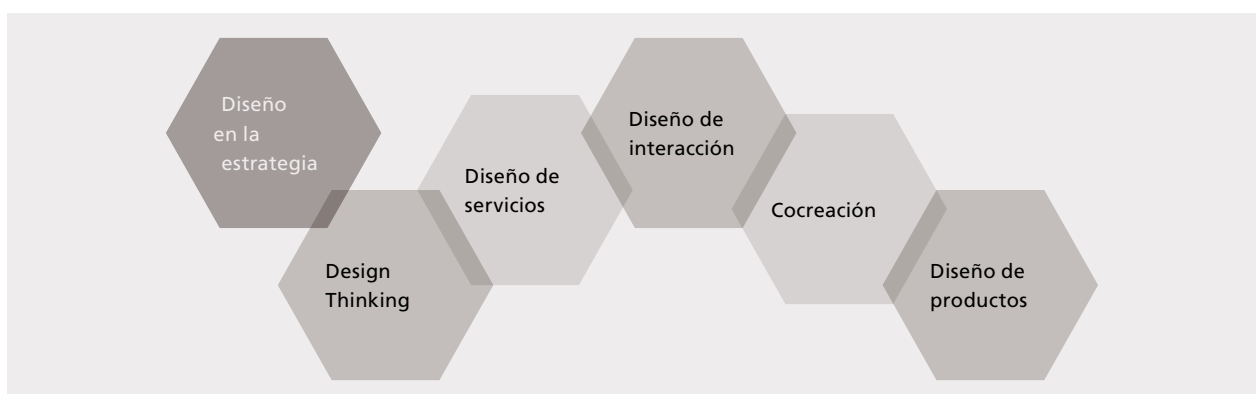 Diseño
en la
estrategia
Design
Thinking
Diseño de
servicios
Diseño de
interacción
Cocreación
Diseño de
productos